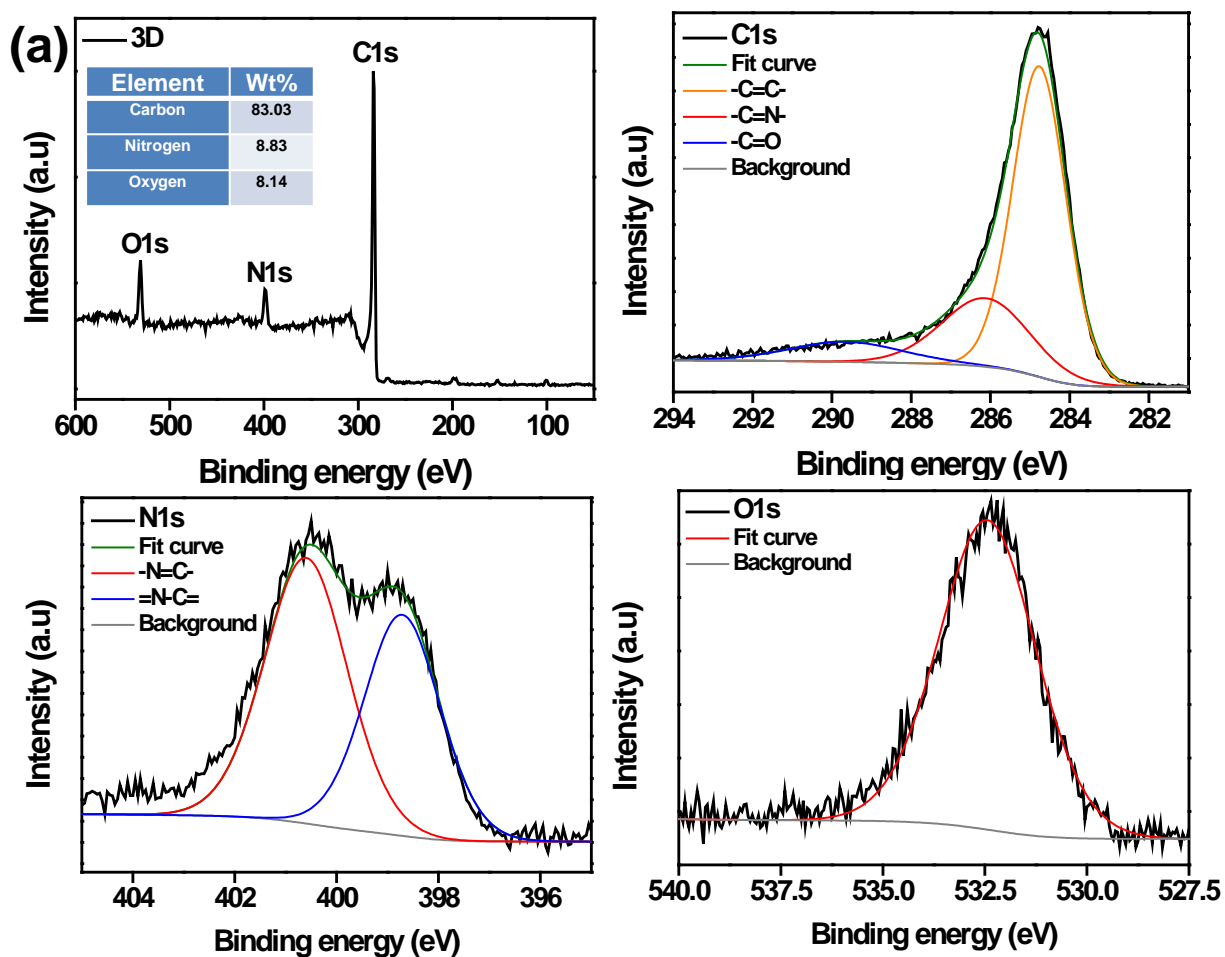 (a)
3D
C1s
Element Wt%
Carbon 83.03
Nitrogen 8.83
Oxygen 8.14
O1s
N1s
Intensity (a.u)
600 500 400 300 200 100
Binding energy (eV)
C1s
Fit curve
-C=C-
-C=N-
-C=O
Background
Intensity (a.u)
294 292 290 288 286 284 282
Binding energy (eV)
N1s
Fit curve
-N=C-
=N-C=
Background
Intensity (a.u)
404 402 400 398 396
Binding energy (eV)
O1s
Fit curve
Background
Intensity (a.u)
540.0 537.5 535.0 532.5 530.0 527.5
Binding energy (eV)